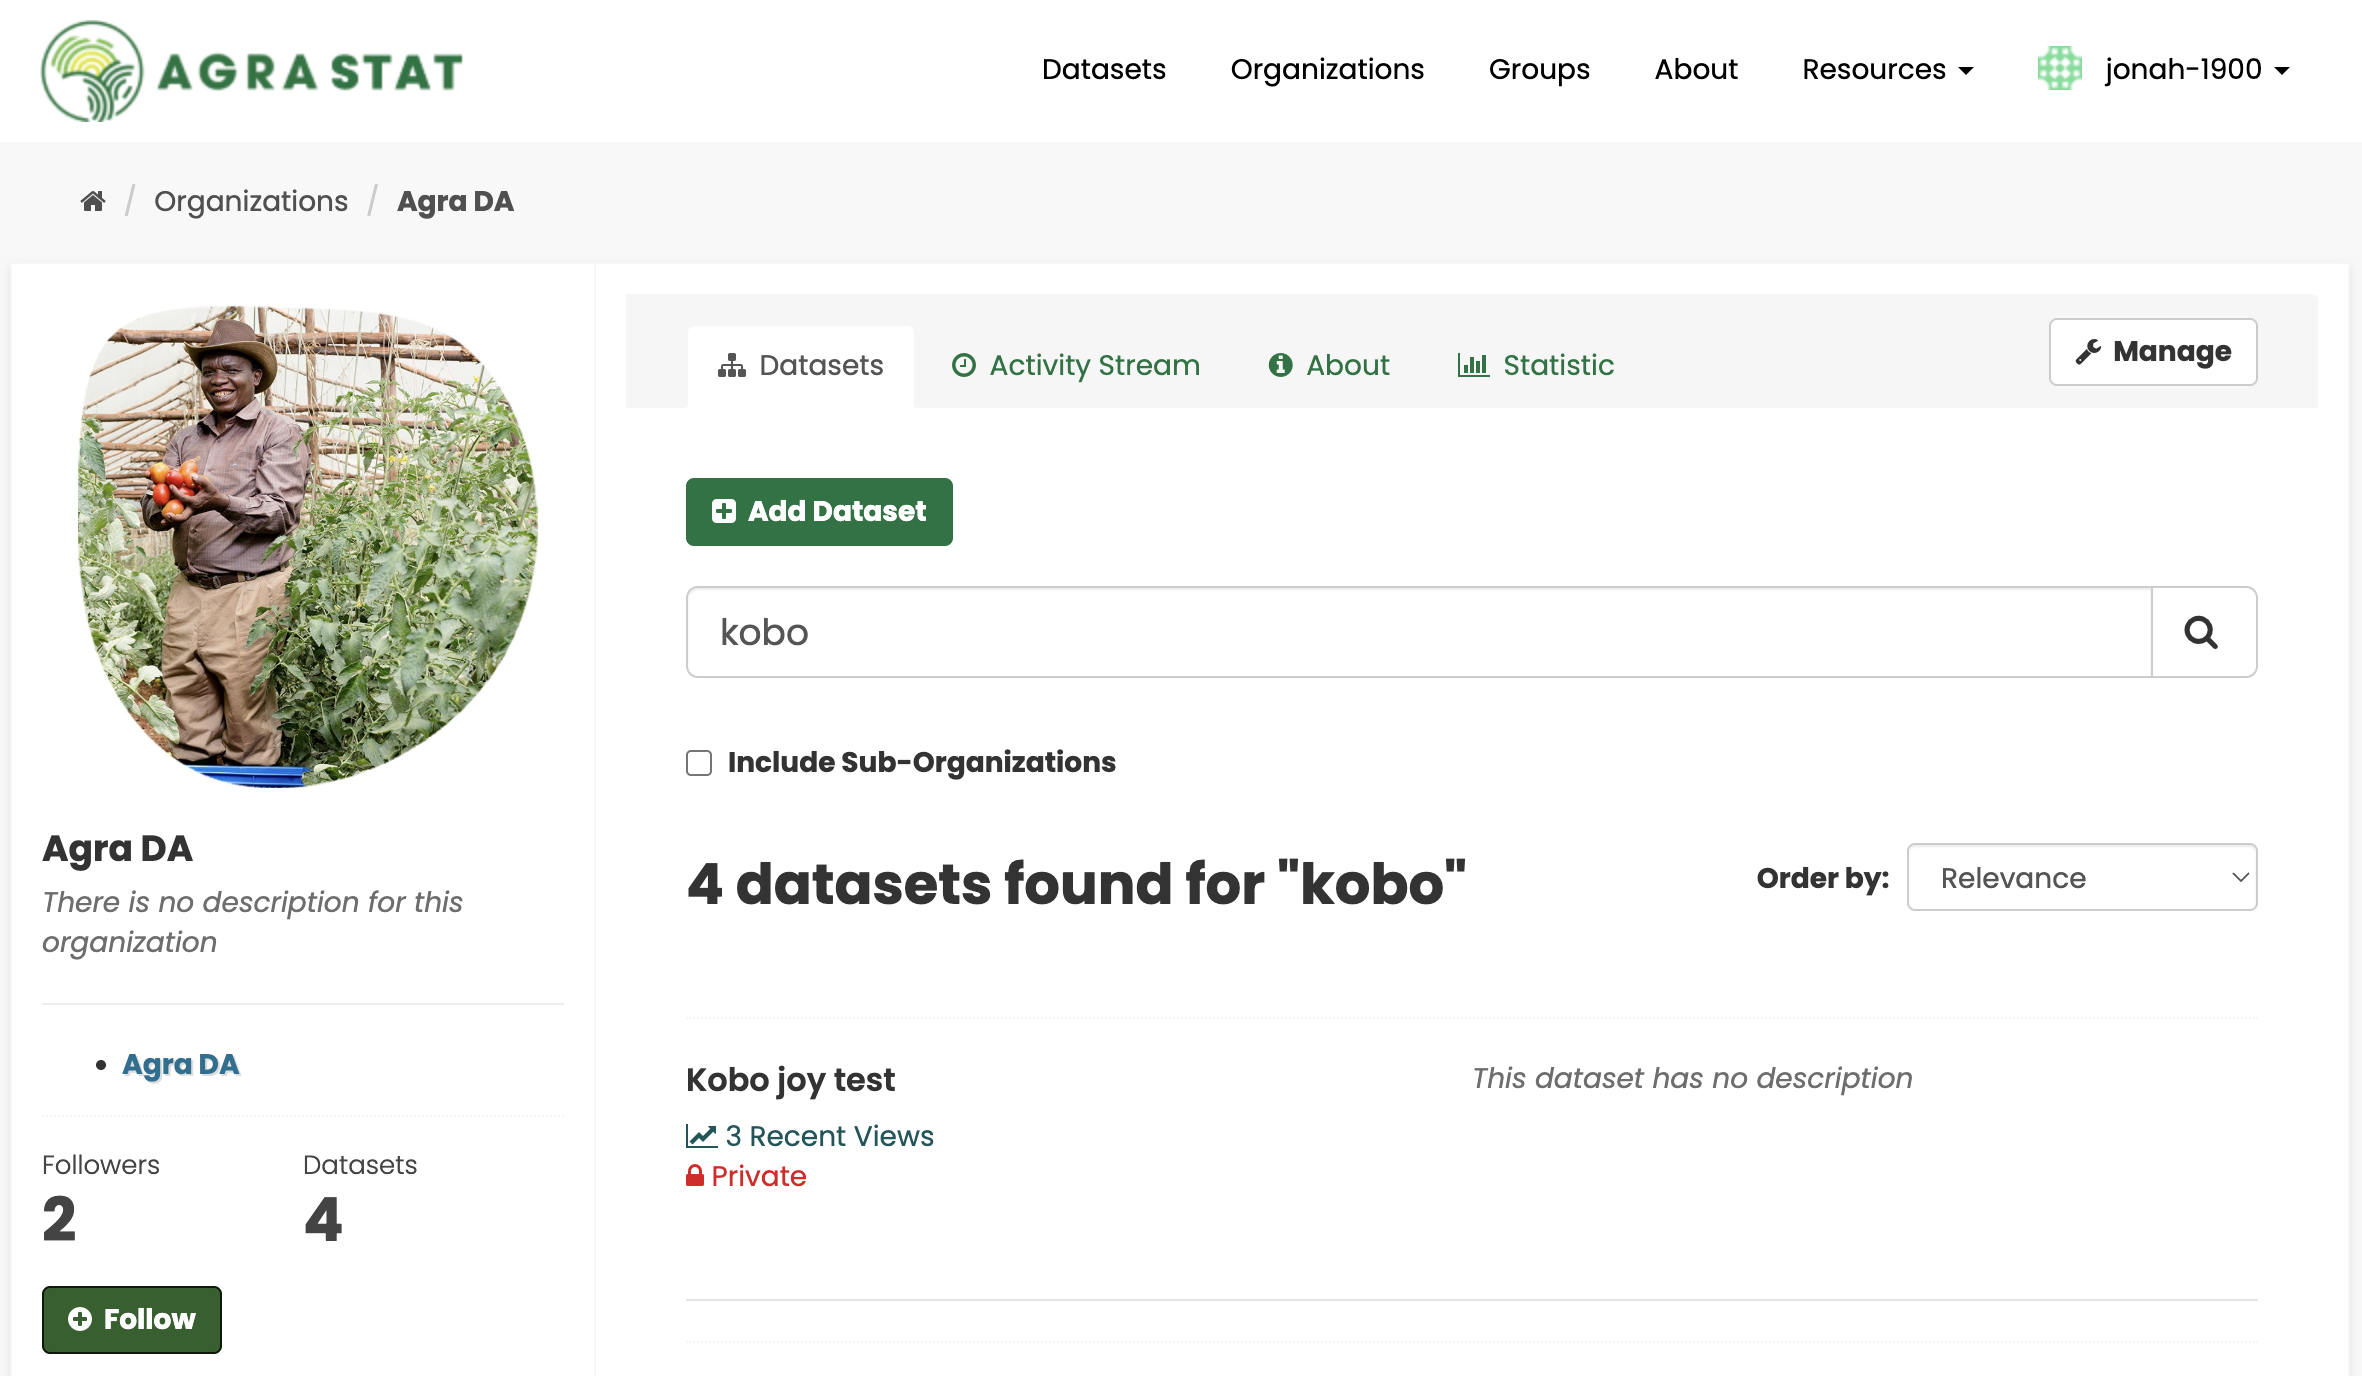 AGRA STAT
Datasets Organizations Groups About Resources jonah-1900
/ Organizations / Agra DA
Datasets Activity Stream About Statistic Manage
Add Dataset
kobo
Include Sub-Organizations
4 datasets found for "kobo"
Order by: Relevance
Kobo joy test
This dataset has no description
3 Recent Views
Private
Agra DA
There is no description for this
organization
• Agra DA
Followers Datasets
2 4
Follow